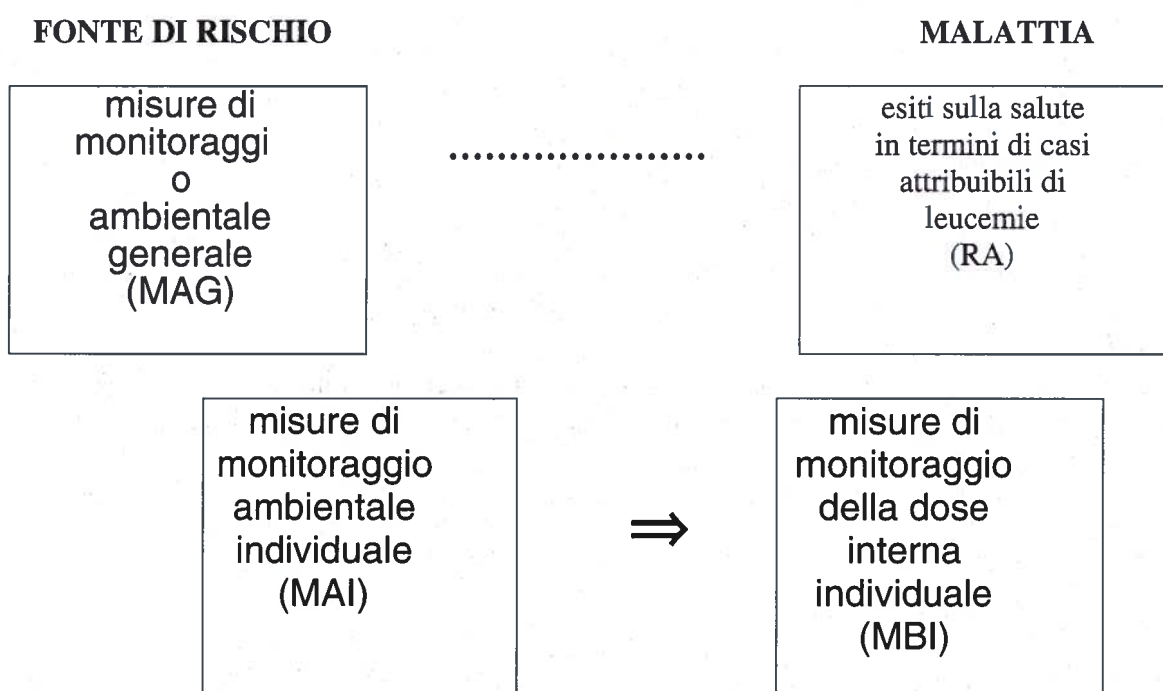 FONTE DI RISCHIO
MALATTIA
misure di
monitoraggi
o
ambientale
generale
(MAG)
.....................
esiti sulla salute
in termini di casi
attribuibili di
leucemie
(RA)
misure di
monitoraggio
ambientale
individuale
(MAI)
⇒
misure di
monitoraggio
della dose
interna
individuale
(MBI)